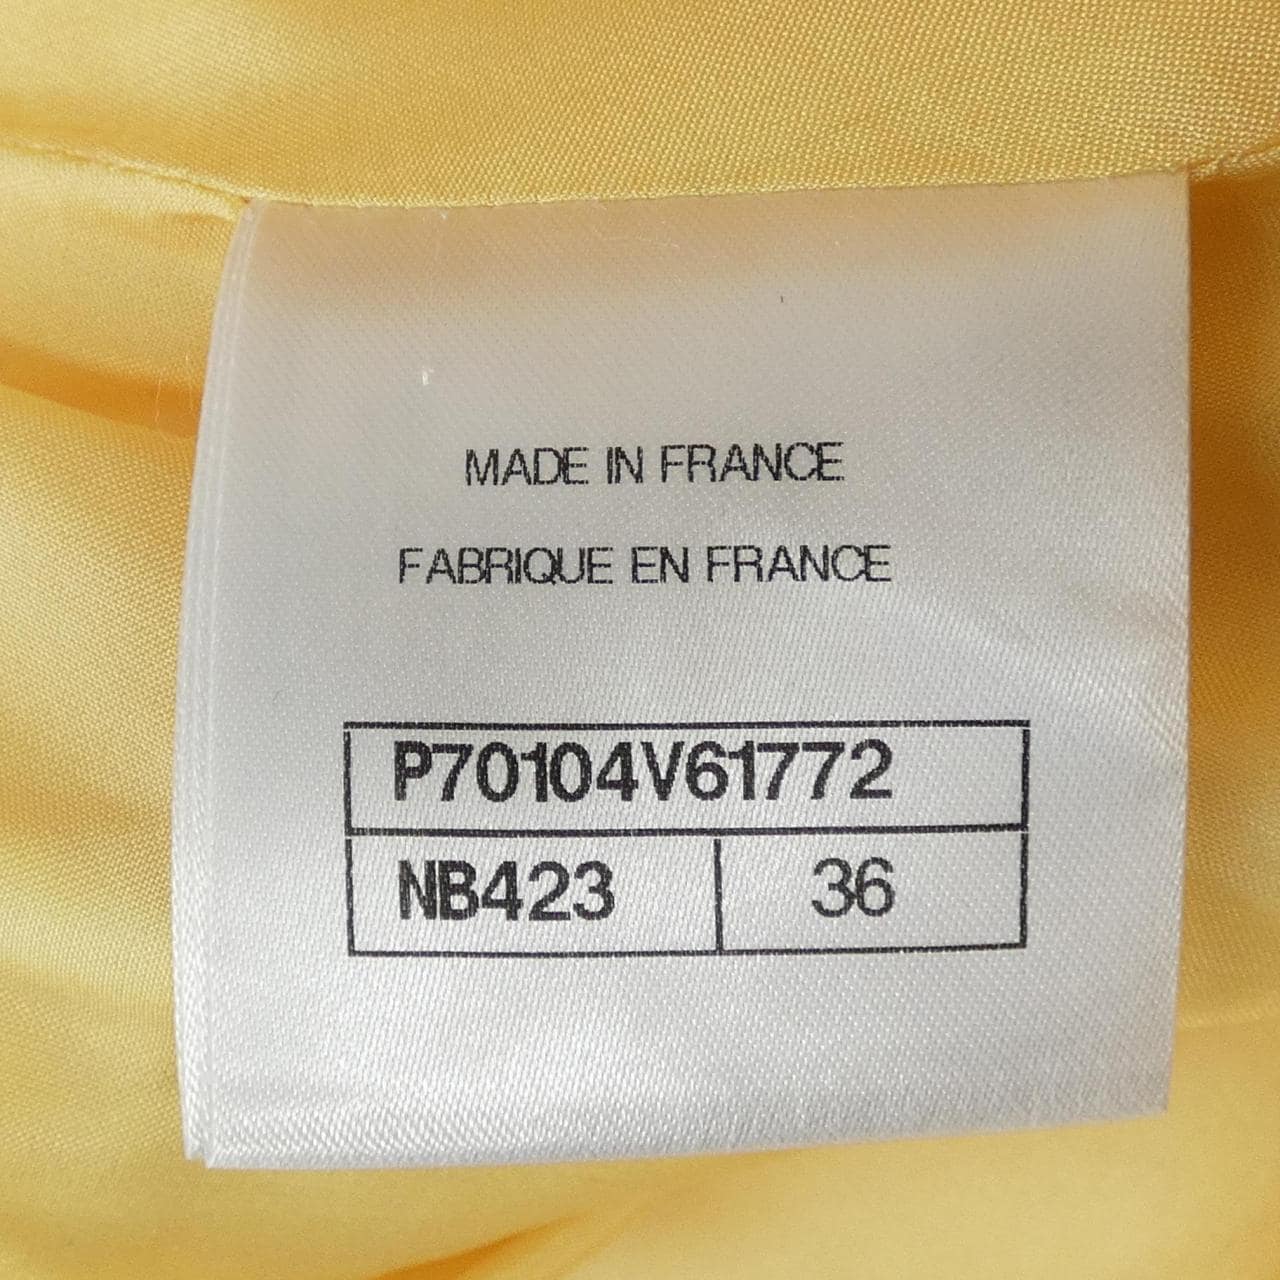 MADE IN FRANCE
FABRIQUE EN FRANCE
P70104V61772
NB423 36